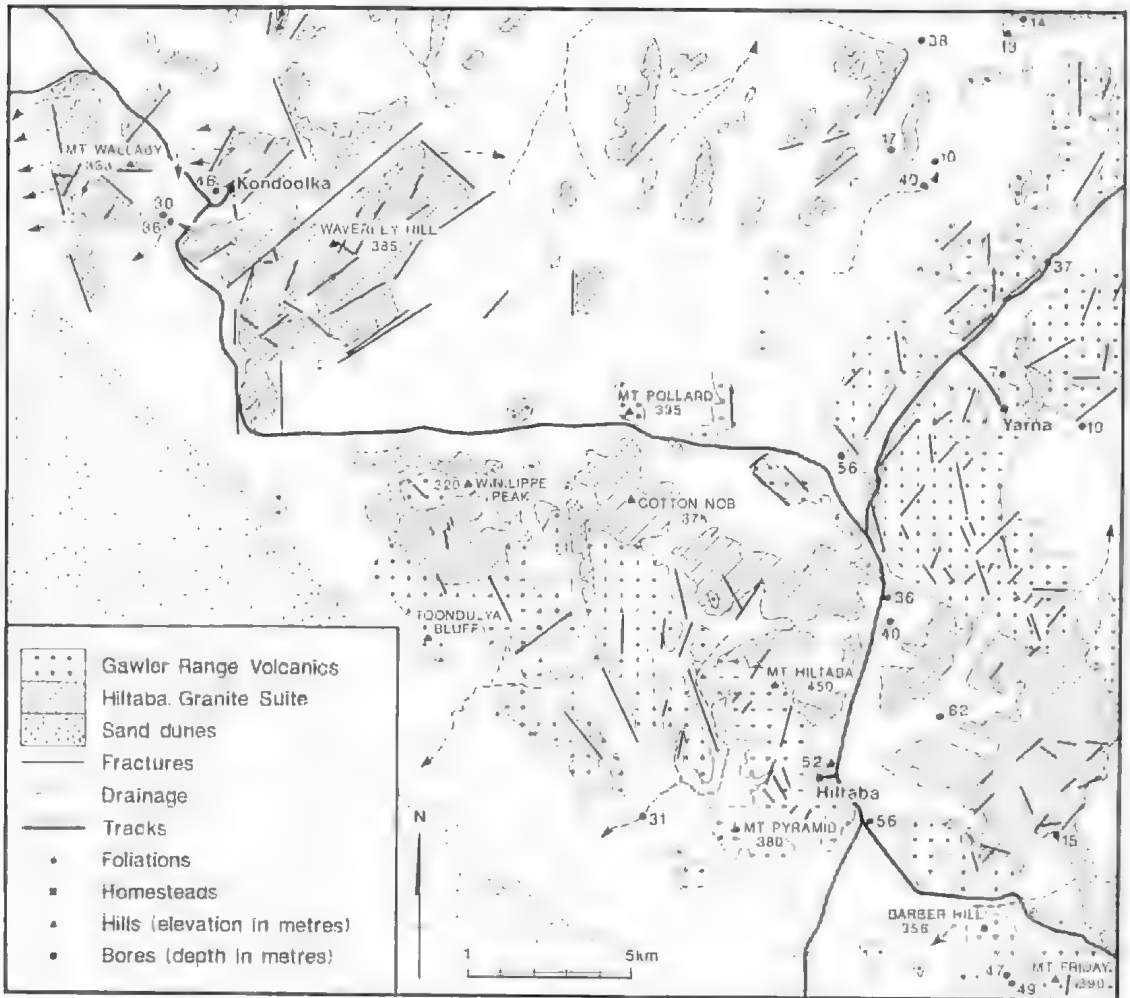 14
38
13
17
10
MT WALLABY
46
Kondoolka
40
30
36
WAVERLEY HILL
385
37
7
MT POLLARD
395
Yarna
10
56
320
WINLIPPE
PEAK
COTTON NOB
36
TOONDULYA
BLUFF
40
MT HILTABA
450
62
52
Hiltaba
31
MT PYRAMID
380
56
15
BARBER HILL
356
47
49
MT FRIDAY
390
Gawler Range Volcanics
Hiltaba Granite Suite
Sand dunes
Fractures
Drainage
Tracks
Foliations
Homesteads
Hills (elevation in metres)
Bores (depth in metres)
N
1
5km